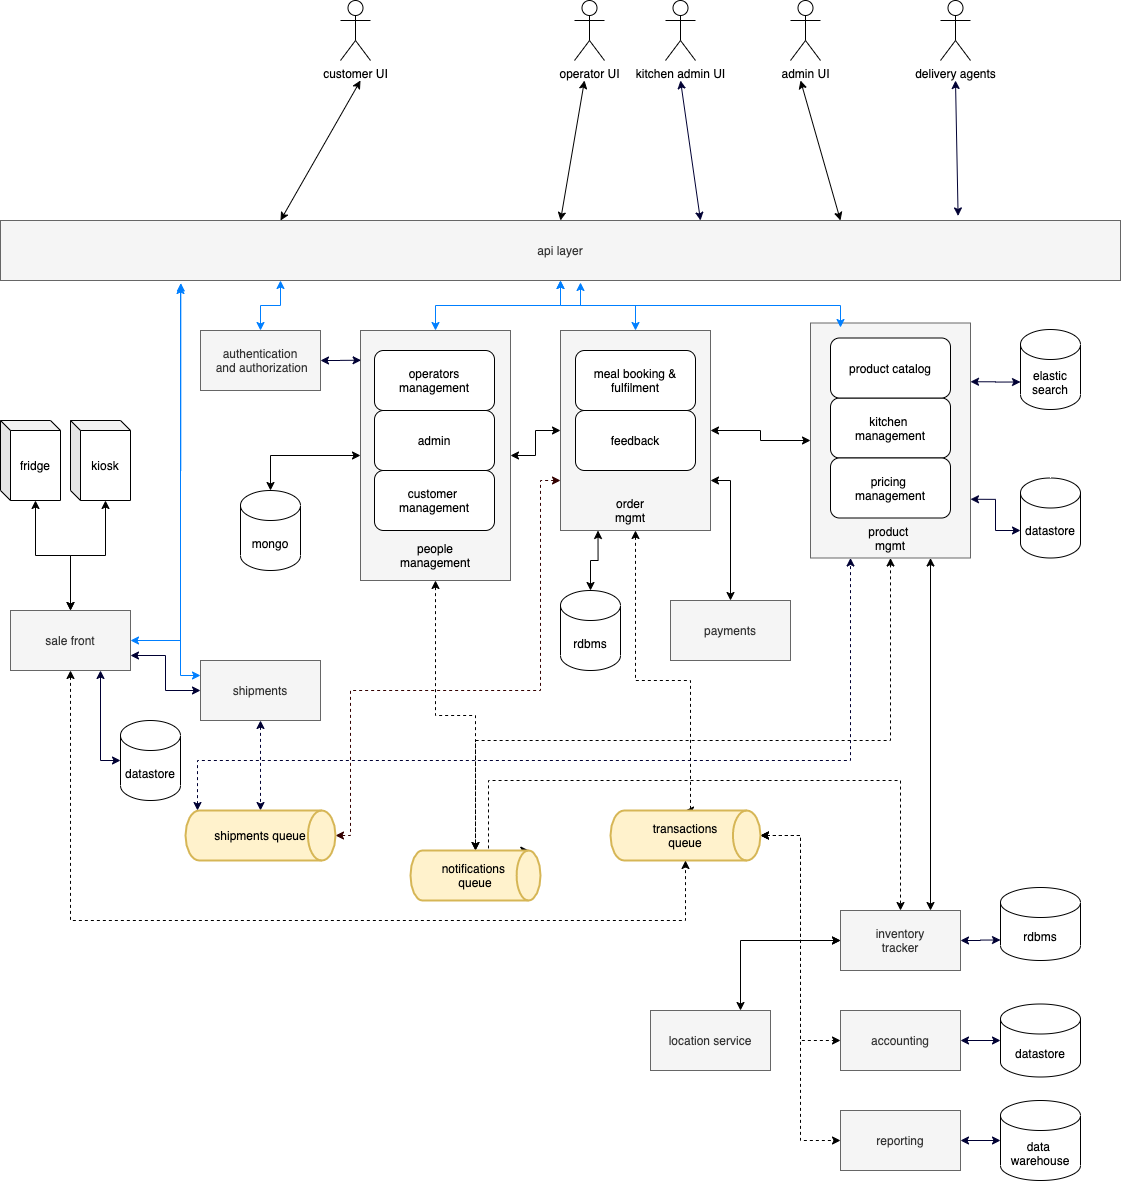 customer UI
operator UI
kitchen admin UI
admin UI
delivery agents
api layer
authentication
and authorization
operators
management
admin
customer
management
people
management
meal booking &
fulfilment
feedback
order
mgmt
product catalog
kitchen
management
pricing
management
product
mgmt
elastic
search
datastore
fridge
kiosk
mongo
rdbms
payments
sale front
shipments
datastore
shipments queue
notifications
queue
transactions
queue
inventory
tracker
rdbms
location service
accounting
datastore
reporting
data
warehouse